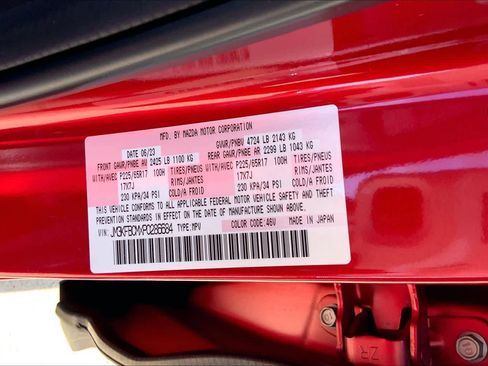 MFD. BY MAZDA MOTOR CORPORATION
DATE 06/23 GVWR/PNBV 4724 LB 2143 KG
FRONT GAWR/PNBE AV 2425 LB 1100 KG REAR GAWR/PNBE AR 2299 LB 1043 KG
WITH/AVEC P225/65R17 100H TIRES/PNEUS WITH/AVEC P225/65R17 100H TIRES/PNEUS
17X7J RIMS/JANTES 17X7J RIMS/JANTES
230 KPA/34 PSI COLD/A FROID 230 KPA/34 PSI COLD/A FROID
THIS VEHICLE CONFORMS TO ALL APPLICABLE FEDERAL MOTOR VEHICLE SAFETY AND THEFT
PREVENTION STANDARDS IN EFFECT ON THE DATE OF MANUFACTURE SHOWN ABOVE.
MADE IN JAPAN
VIN: TYPE:MPV COLOR CODE:46V
ZR